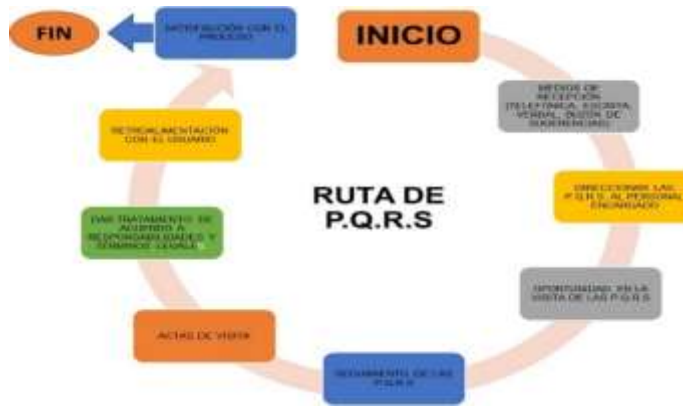 INICIO
MEDIOS DE
RECEPCIÓN
(TELEFÓNICA, ESCRITA,
VERBAL, BUZÓN DE
SUGERENCIAS)
DIRECCIONAR LAS
P.Q.R.S. AL PERSONAL
ENCARGADO
OPORTUNIDAD EN LA
VISITA DE LAS P.Q.R.S
SEGUIMIENTO DE LAS
P.Q.R.S
ACTAS DE VISITA
DAR TRATAMIENTO DE
ACUERDO A
RESPONSABILIDADES Y
TÉRMINOS LEGALES
RETROALIMENTACIÓN
CON EL USUARIO
SATISFACCIÓN CON EL
PROCESO
FIN
RUTA DE
P.Q.R.S